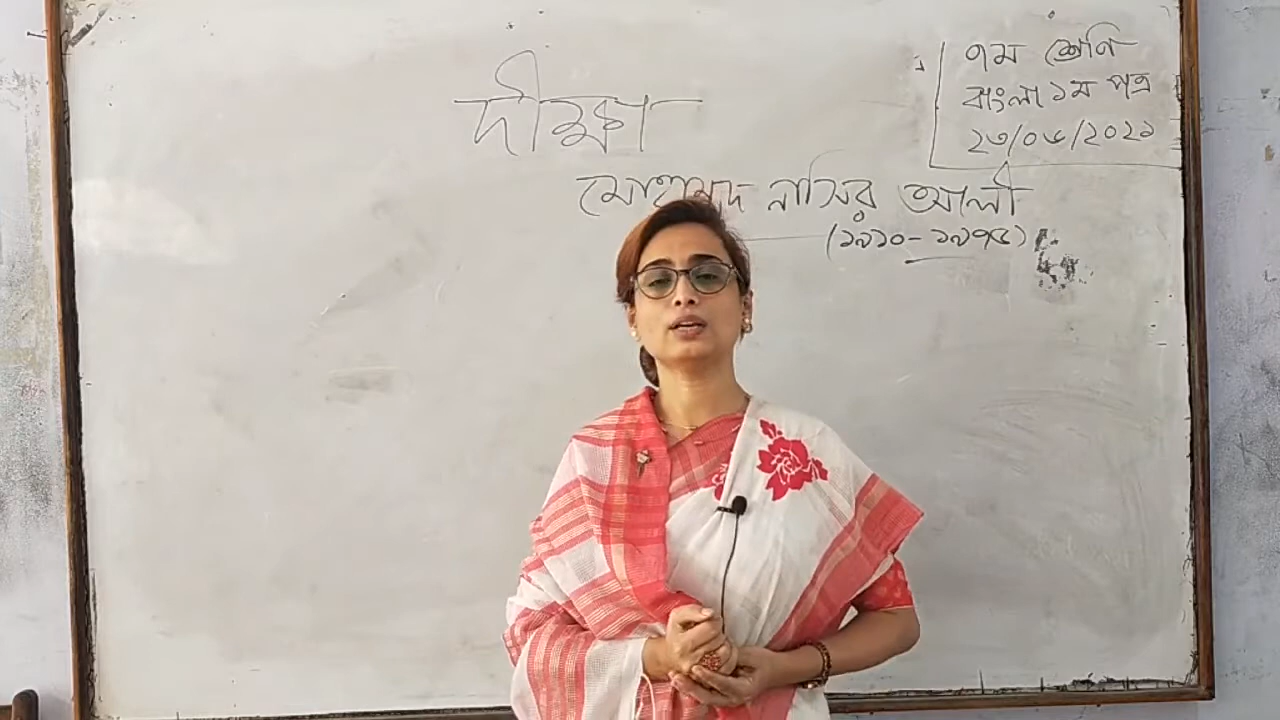 দীক্ষা
মোহাম্মদ নাসির আলী
(১৯১০-১৯৭৫)
৭ম শ্রেণি
বাংলা ১ম পত্র
২৩/০৬/২০২১